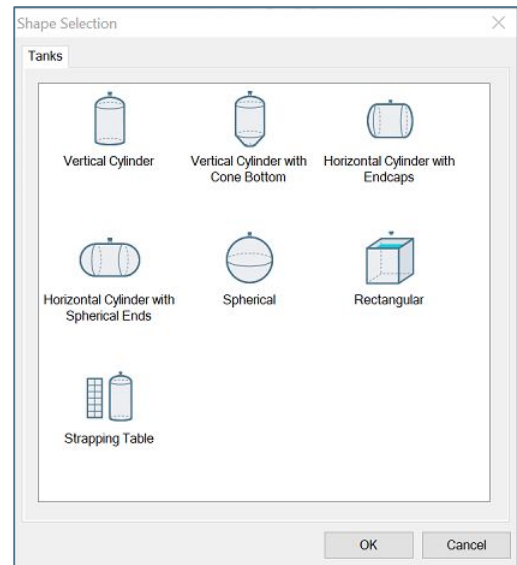 Shape Selection
Tanks
Vertical Cylinder
Vertical Cylinder with
Cone Bottom
Horizontal Cylinder with
Endcaps
Horizontal Cylinder with
Spherical Ends
Spherical
Rectangular
Strapping Table
OK
Cancel